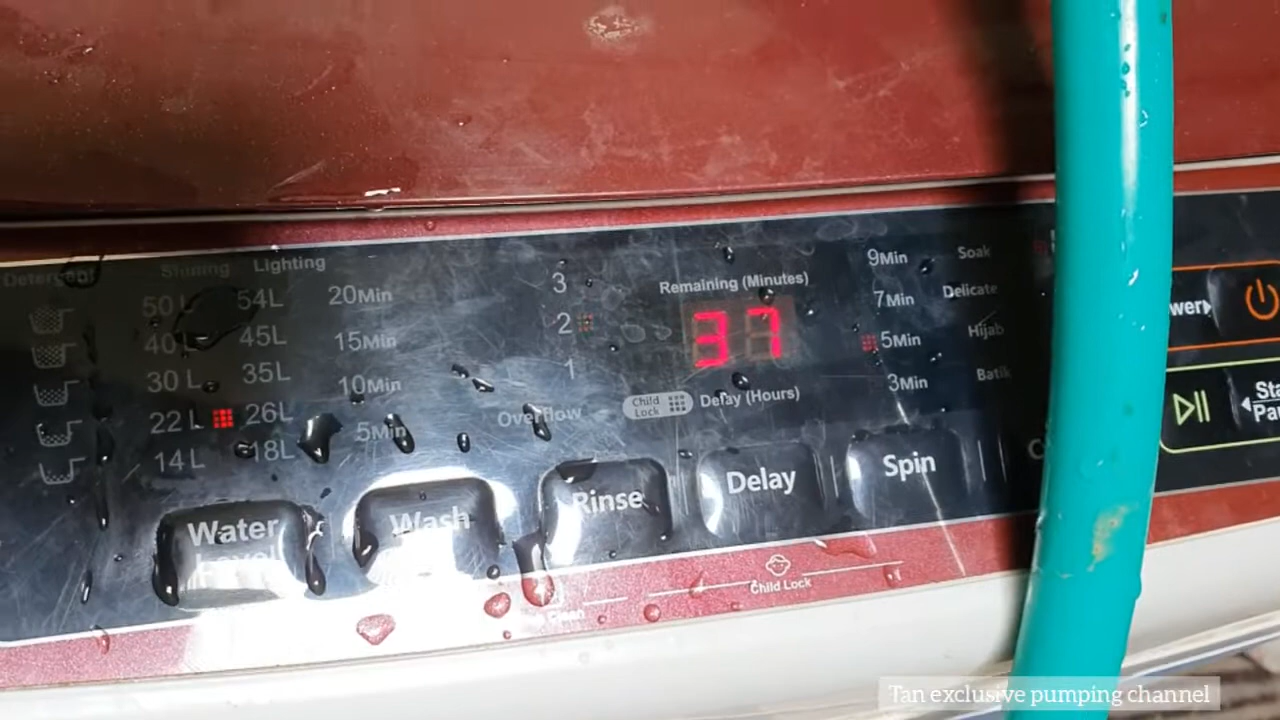 Detergent
Lighting
50 L 54L 20Min
40 45L 15Min
30 L 35L 10Min
22 L 26L 5Min
14 L 18L
3
2
1
Overflow
Remaining (Minutes)
37
Child Lock
Delay (Hours)
9Min Soak
7Min Delicate
5Min Hijab
3Min Batik
Water Level
Wash
Rinse
Delay
Spin
Child Lock
Tan exclusive pumping channel